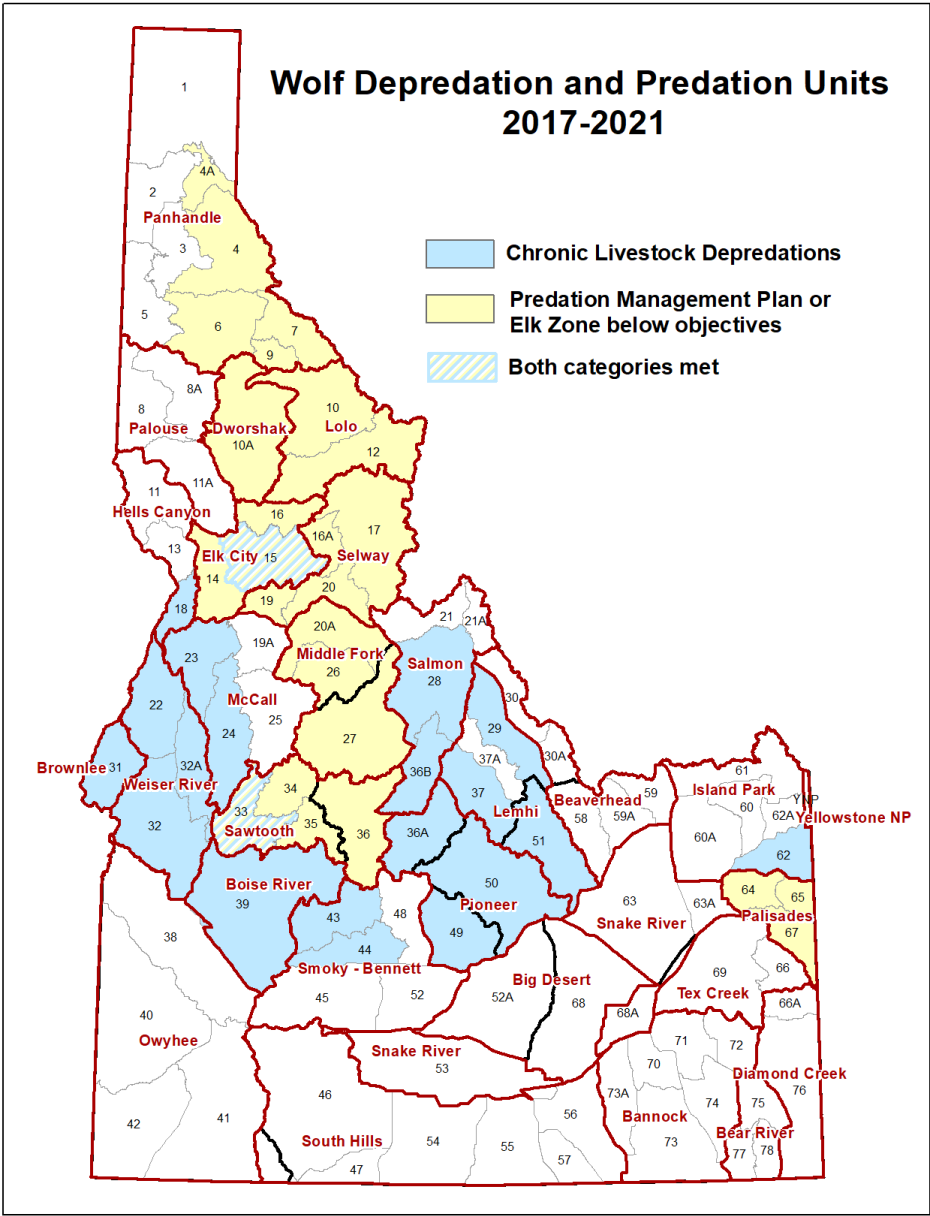 Wolf Depredation and Predation Units
2017-2021
1
4A
2
Panhandle
3
4
Chronic Livestock Depredations
Predation Management Plan or
Elk Zone below objectives
Both categories met
5
6
7
9
8A
8
Palouse
Dworshak
10A
10
Lolo
12
11
11A
Hells Canyon
13
16
16A
17
Elk City
15
Selway
14
18
19
20
21
21A
19A
20A
Middle Fork
26
Salmon
28
23
22
McCall
25
24
27
29
30
30A
37A
Brownlee
31
32A
Weiser River
32
36B
37
33
34
35
Sawtooth
36
36A
Lemhi
51
Beaverhead
58
59
59A
61
Island Park
60
YNP
62A
Yellowstone NP
60A
62
Boise River
39
43
44
48
50
Pioneer
49
63
Snake River
63A
64
65
Palisades
67
38
Smoky - Bennett
45
52
52A
Big Desert
68
68A
69
Tex Creek
66
66A
40
Owyhee
42
41
Snake River
53
46
South Hills
47
54
55
56
57
71
72
70
73A
Bannock
73
74
Diamond Creek
75
76
Bear River
77
78